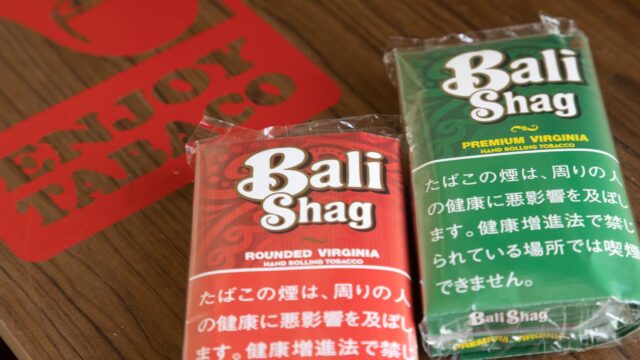 ENJOY
TABACO
Bali
Shag
ROUNDED VIRGINIA
HAND ROLLING TOBACCO
たばこの煙は、周りの人
の健康に悪影響を及ぼし
ます。健康増進法で禁じ
Bali
Shag
PREMIUM VIRGINIA
HAND ROLLING TOBACCO
たばこの煙は、周りの人
の健康に悪影響を及ぼし
ます。健康増進法で禁じ
られている場所では喫煙
できません。
Bali Shag
PREMIUM VIRGINIA